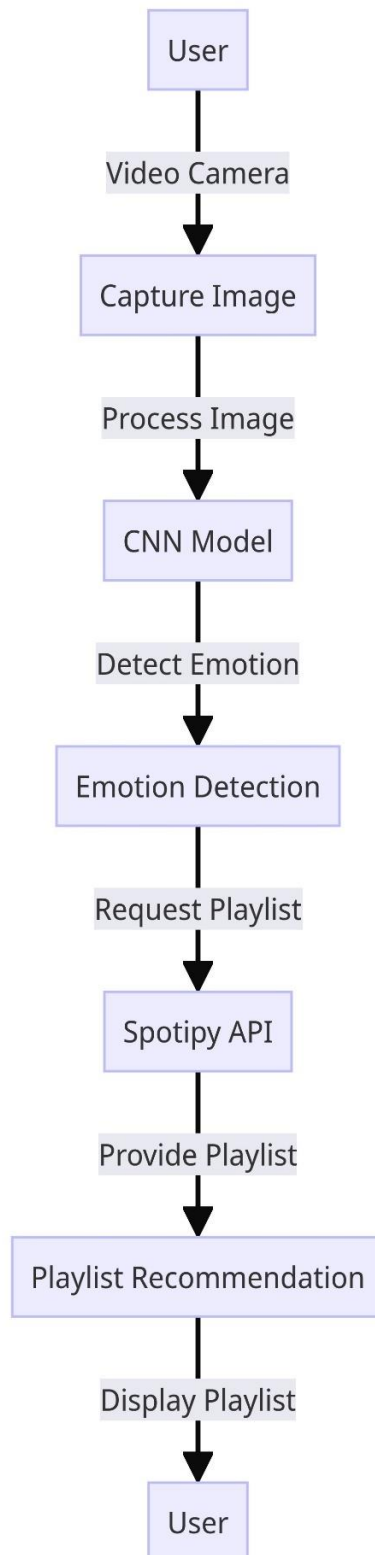 User
Video Camera
Capture Image
Process Image
CNN Model
Detect Emotion
Emotion Detection
Request Playlist
Spotipy API
Provide Playlist
Playlist Recommendation
Display Playlist
User